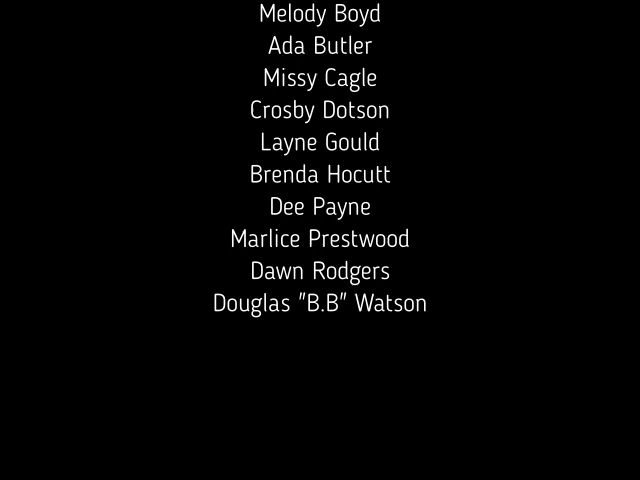 Melody Boyd
Ada Butler
Missy Cagle
Crosby Dotson
Layne Gould
Brenda Hocutt
Dee Payne
Marlice Prestwood
Dawn Rodgers
Douglas "B.B" Watson